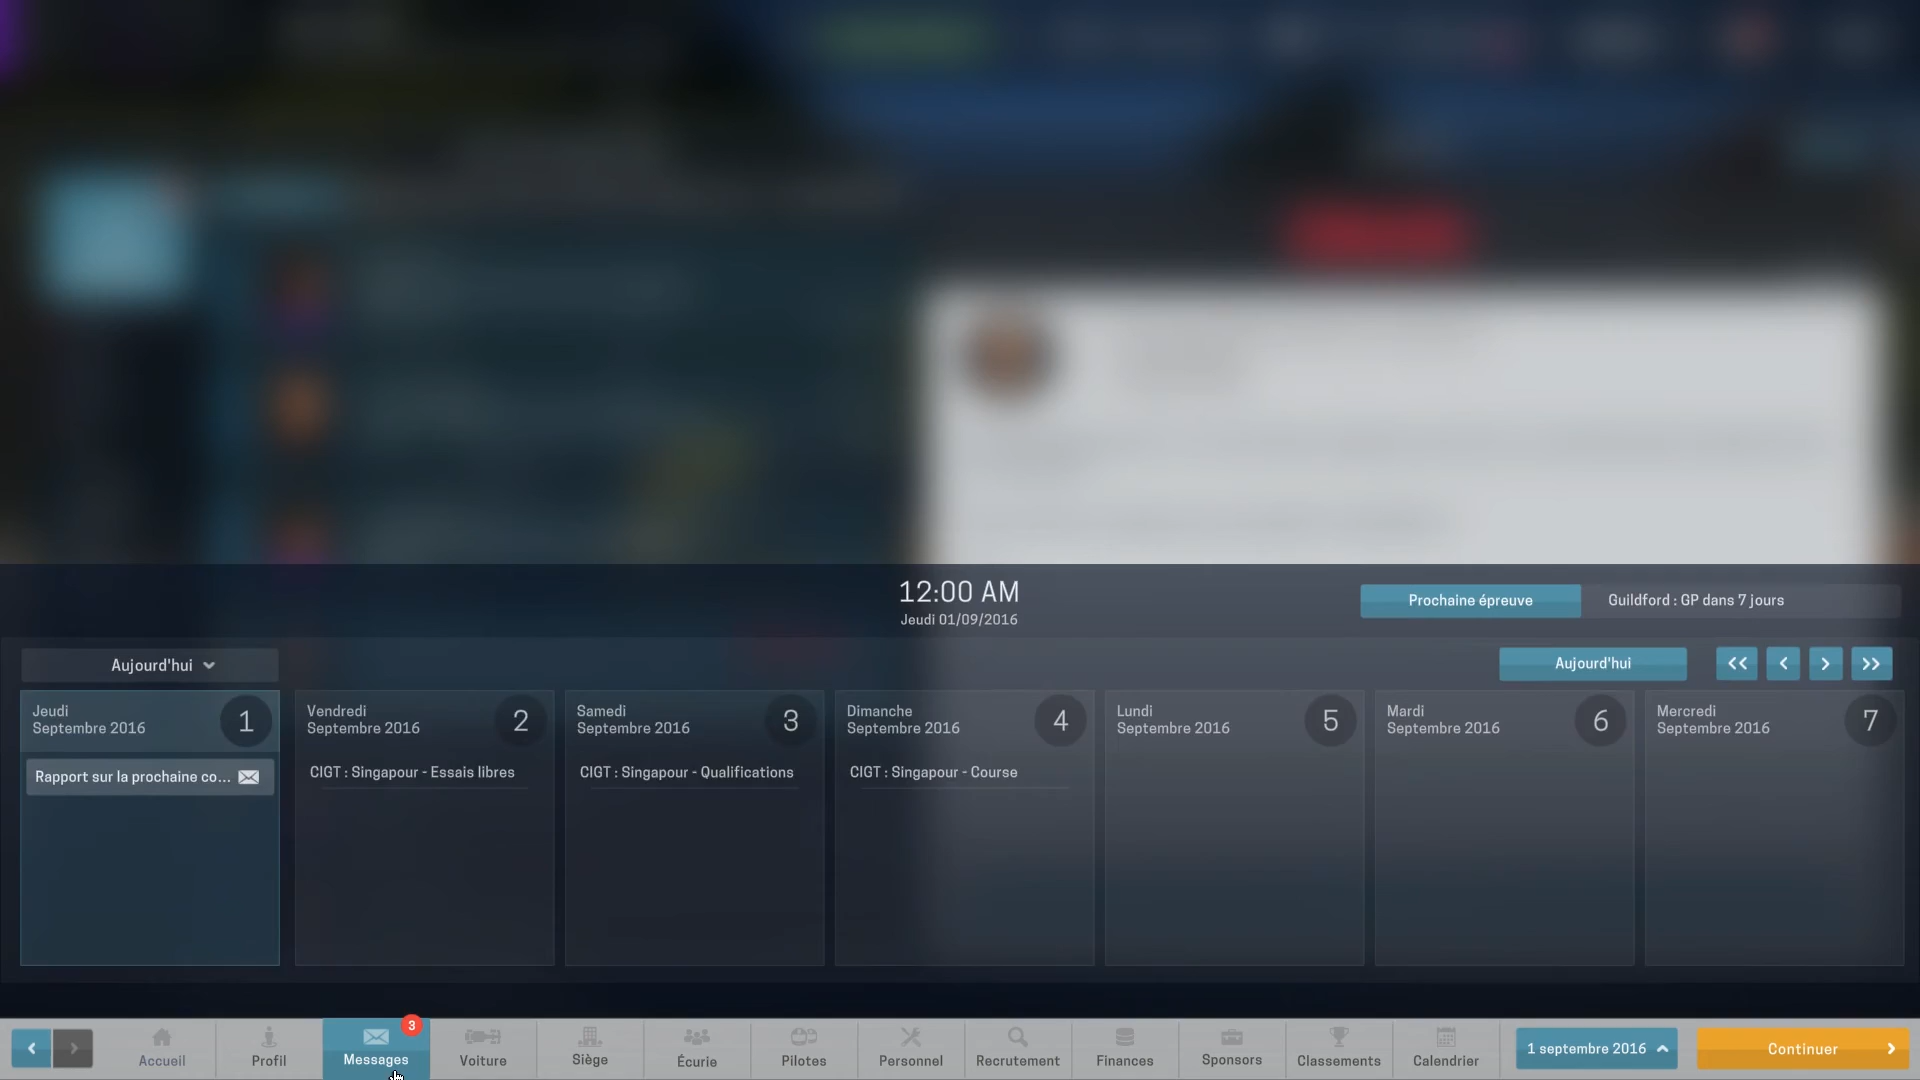 12:00 AM
Jeudi 01/09/2016
Prochaine épreuve
Guildford : GP dans 7 jours
Aujourd'hui
Aujourd'hui
Jeudi
Septembre 2016
1
Rapport sur la prochaine co...
Vendredi
Septembre 2016
2
CIGT : Singapour - Essais libres
Samedi
Septembre 2016
3
CIGT : Singapour - Qualifications
Dimanche
Septembre 2016
4
CIGT : Singapour - Course
Lundi
Septembre 2016
5
Mardi
Septembre 2016
6
Mercredi
Septembre 2016
7
Accueil
Profil
3
Messages
Voiture
Siège
Écurie
Pilotes
Personnel
Recrutement
Finances
Sponsors
Classements
Calendrier
1 septembre 2016
Continuer